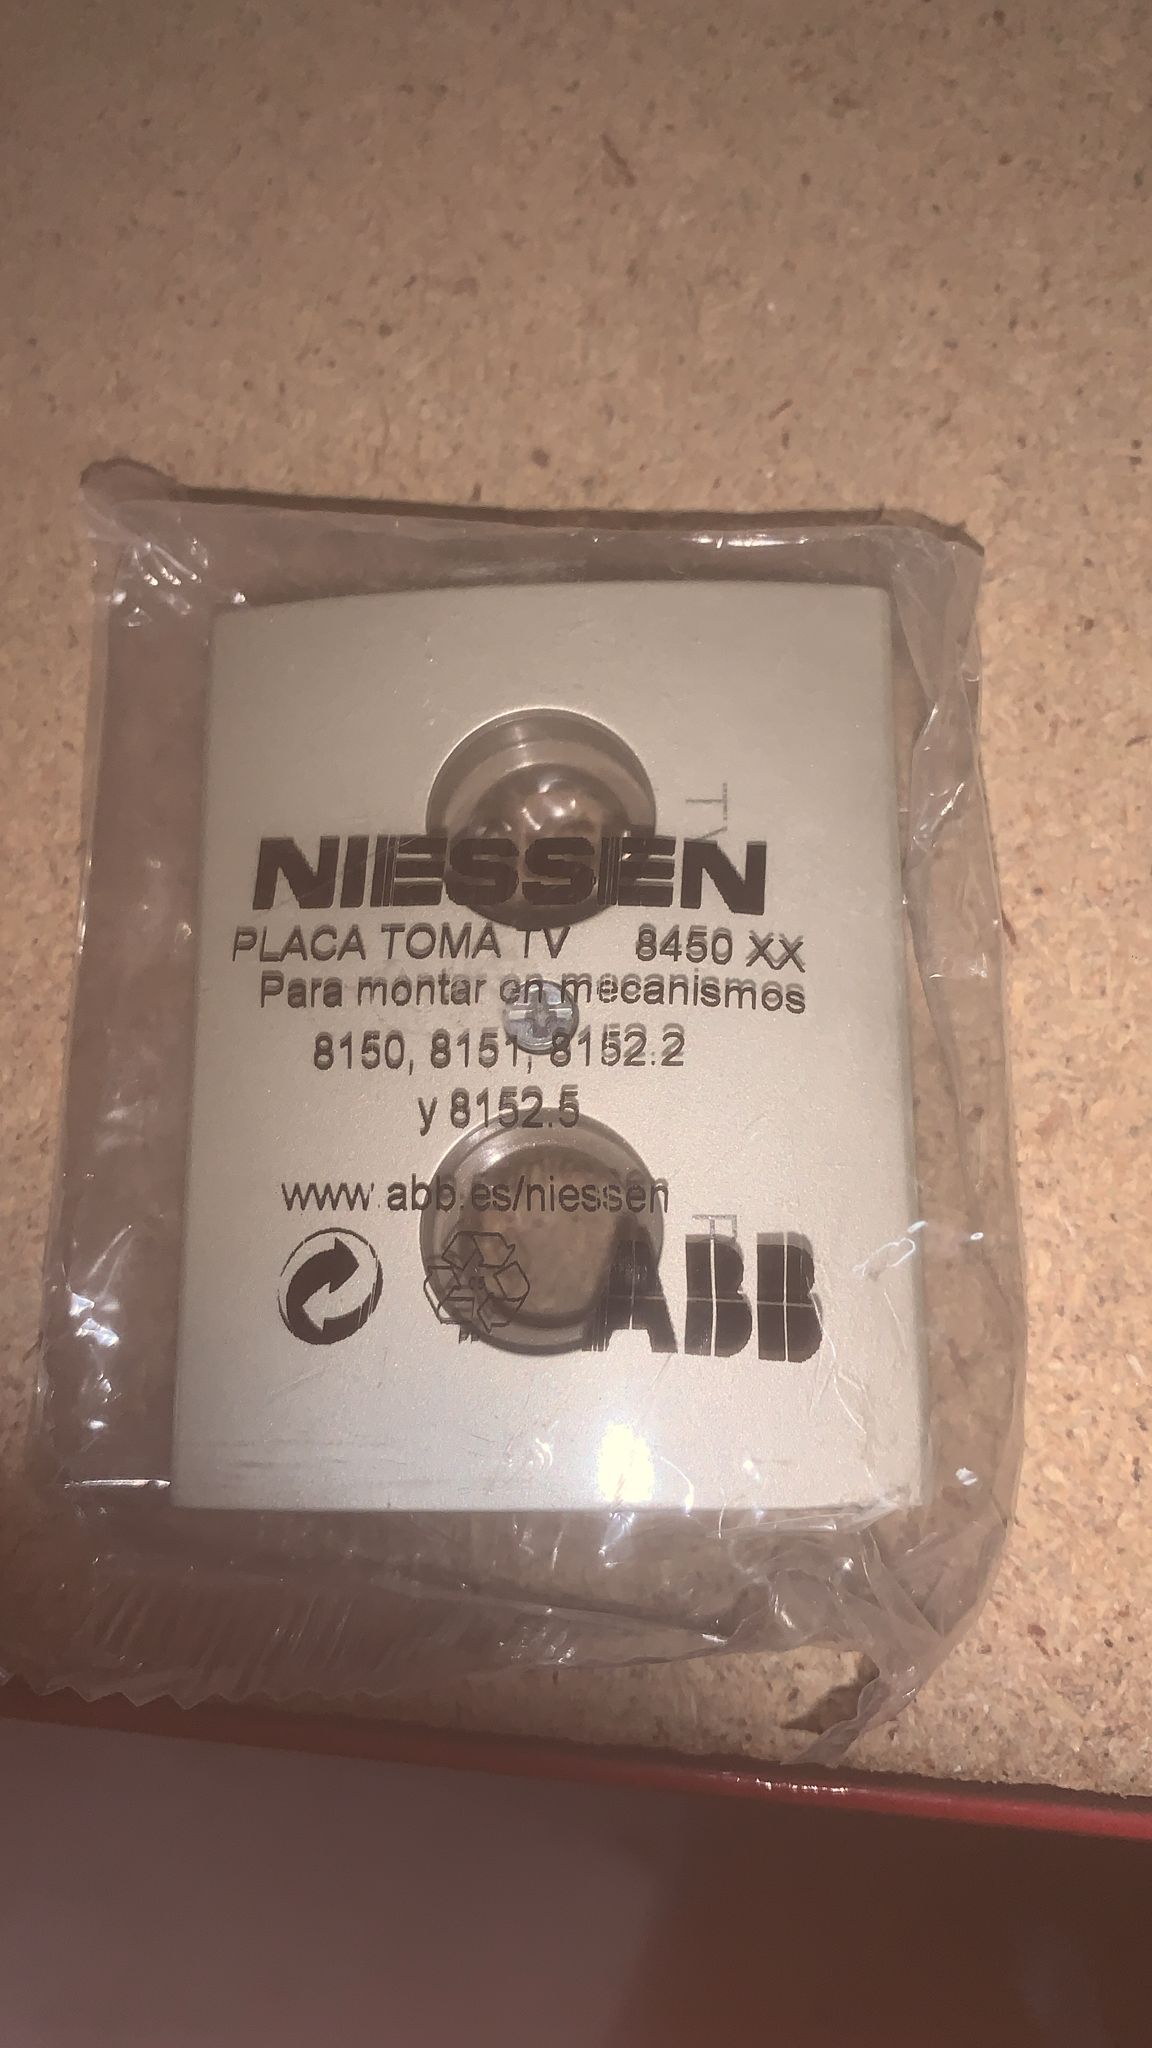 TV
NIESSEN
PLACA TOMA TV 8450 XX
Para montar en mecanismos
8150, 8151, 8152.2
y 8152.5
www.abb.es/niessen
ABB